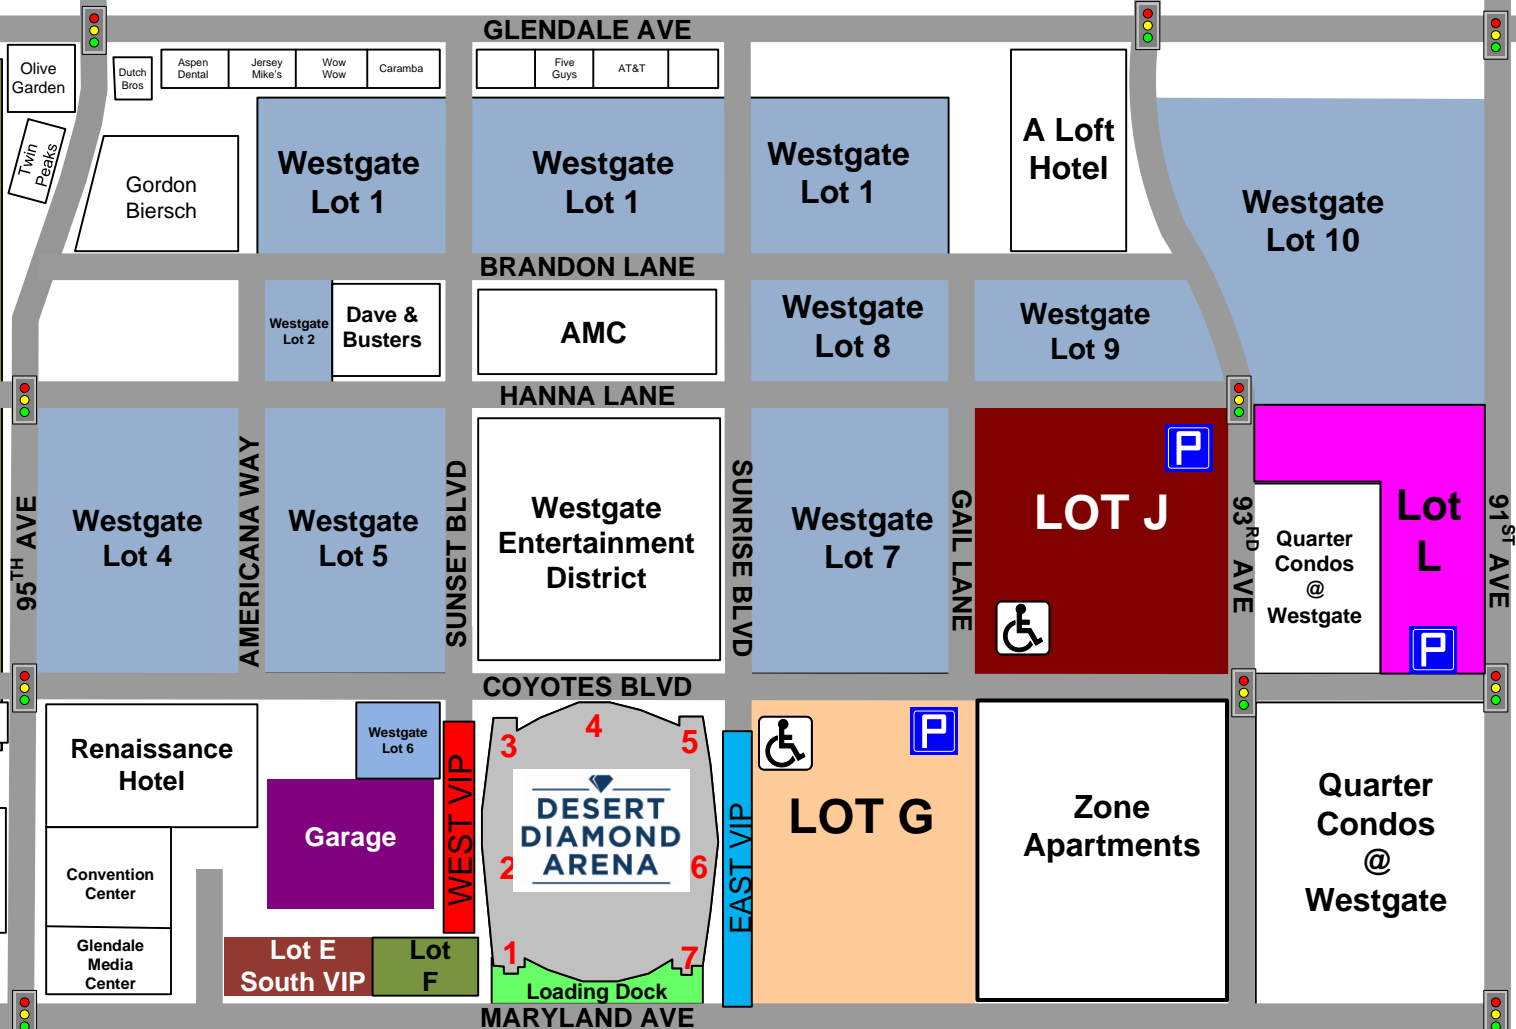 GLENDALE AVE
Olive
Garden
Dutch
Bros
Aspen
Dental
Jersey
Mike's
Wow
Wow
Caramba
Five
Guys
AT&T
Twin
Peaks
Gordon
Biersch
Westgate
Lot 1
Westgate
Lot 1
Westgate
Lot 1
A Loft
Hotel
Westgate
Lot 10
BRANDON LANE
Westgate
Lot 2
Dave &
Busters
AMC
Westgate
Lot 8
Westgate
Lot 9
HANNA LANE
95TH AVE
Westgate
Lot 4
AMERICANA WAY
Westgate
Lot 5
SUNSET BLVD
Westgate
Entertainment
District
SUNRISE BLVD
Westgate
Lot 7
GAIL LANE
P
LOT J
93RD AVE
Quarter
Condos
@
Westgate
Lot
L
P
91ST AVE
COYOTES BLVD
Renaissance
Hotel
Westgate
Lot 6
Garage
WEST VIP
3
4
5
DESERT
DIAMOND
ARENA
2
6
1
7
EAST VIP
P
LOT G
Zone
Apartments
Quarter
Condos
@
Westgate
Convention
Center
Glendale
Media
Center
Lot E
South VIP
Lot
F
Loading Dock
MARYLAND AVE